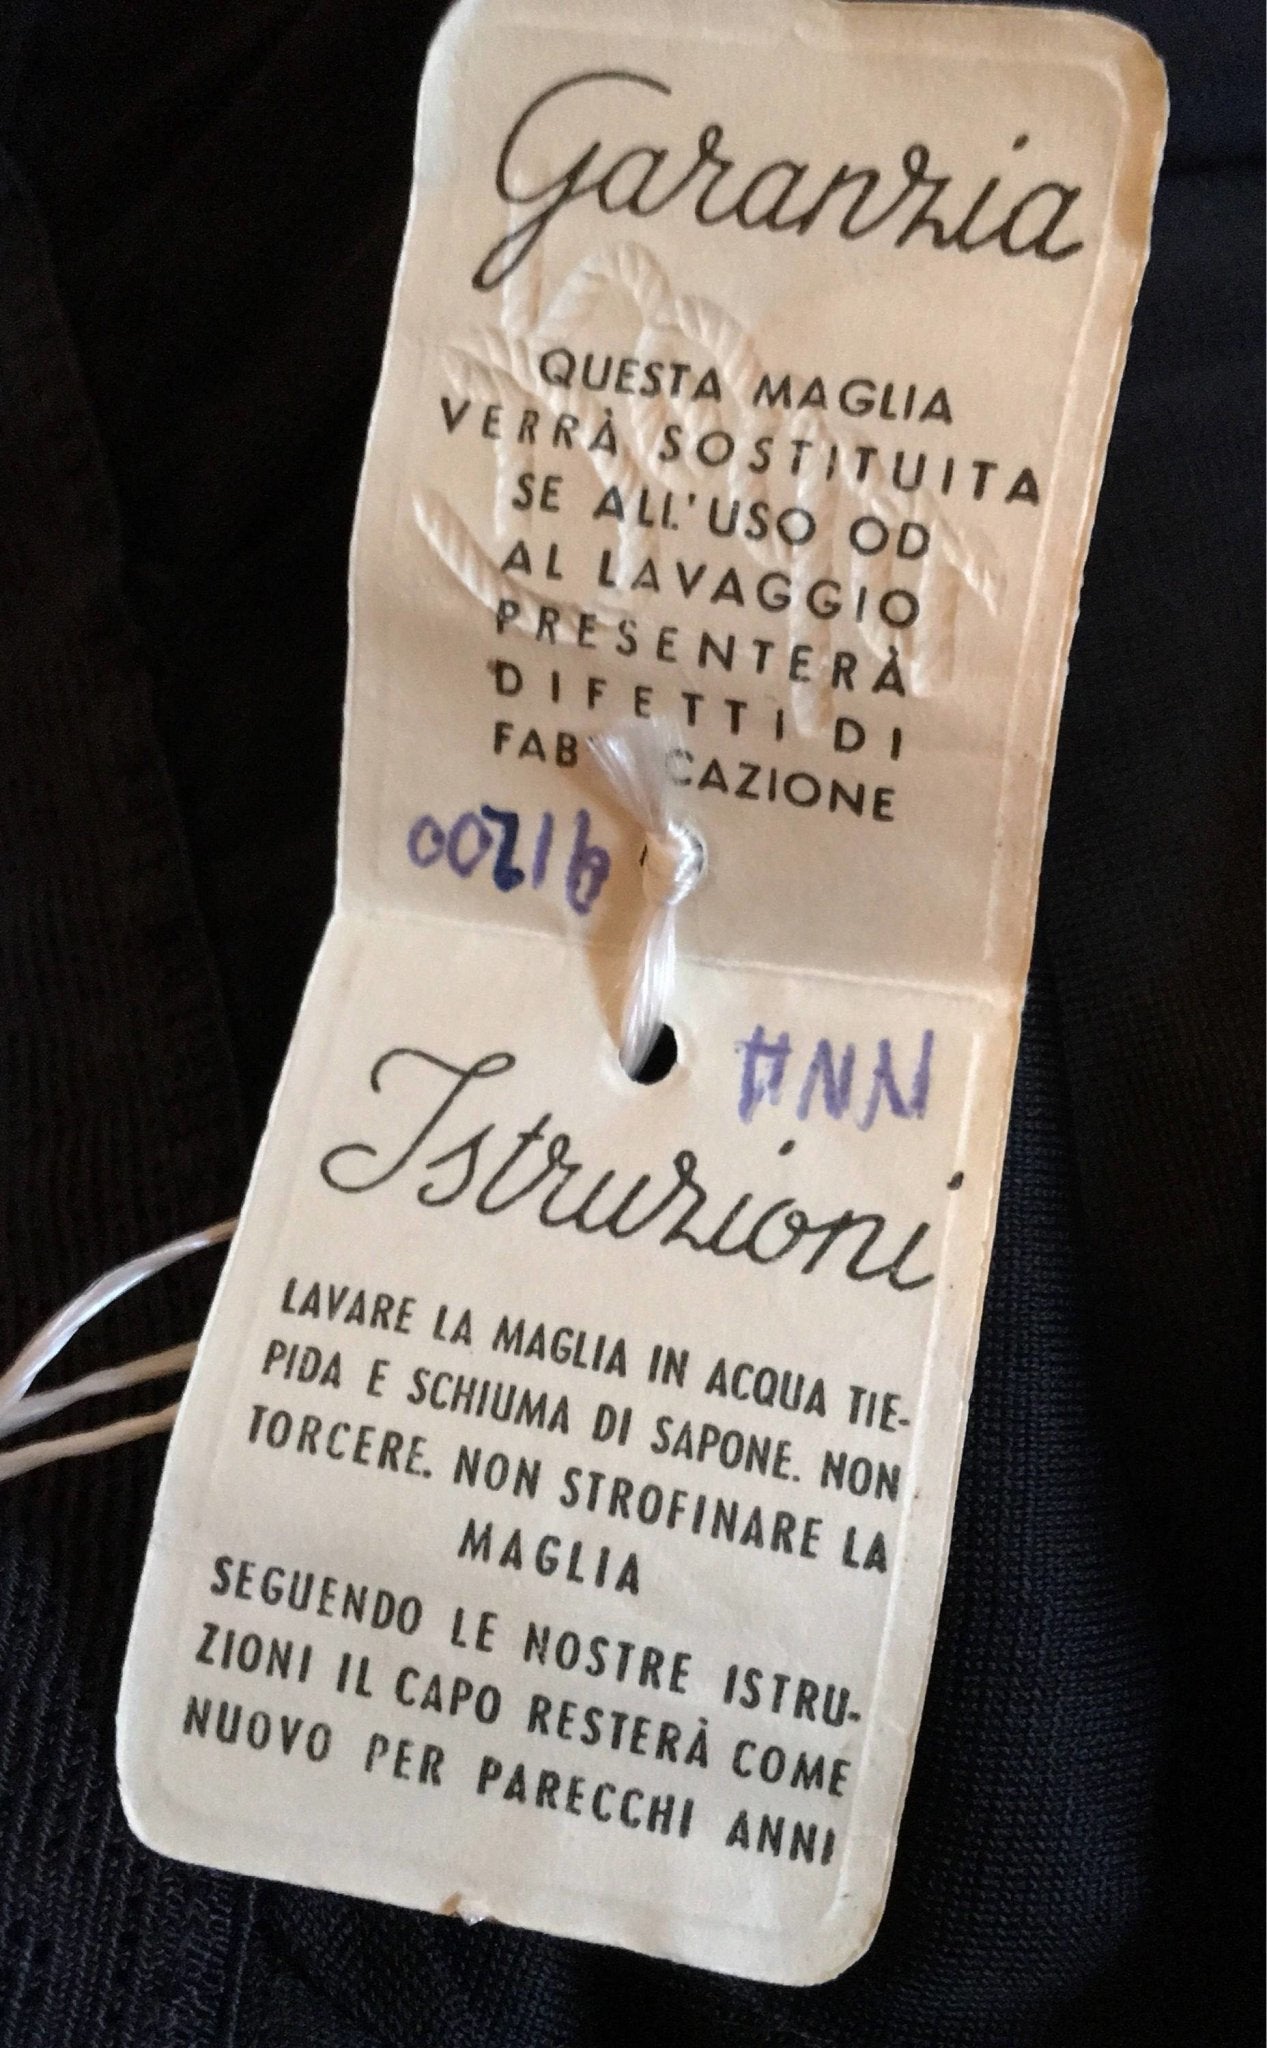 Garanzia
QUESTA MAGLIA
VERRÀ SOSTITUITA
SE ALL'USO OD
AL LAVAGGIO
PRESENTERÀ
DIFETTI DI
FABRICAZIONE
Istruzioni
LAVARE LA MAGLIA IN ACQUA TIE-
PIDA E SCHIUMA DI SAPONE. NON
TORCERE. NON STROFINARE LA
MAGLIA
SEGUENDO LE NOSTRE ISTRU-
ZIONI IL CAPO RESTERÀ COME
NUOVO PER PARECCHI ANNI